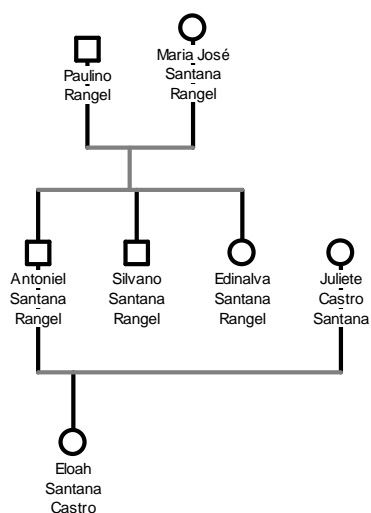 Paulino
Rangel
Maria José
Santana
Rangel
Antoniel
Santana
Rangel
Silvano
Santana
Rangel
Edinalva
Santana
Rangel
Juliete
Castro
Santana
Eloah
Santana
Castro